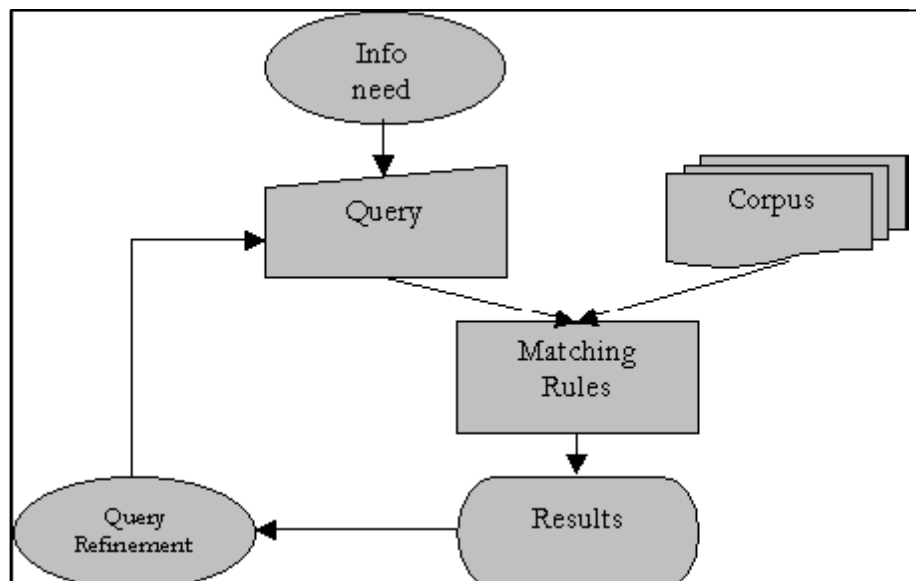 Info
need
Query
Corpus
Matching
Rules
Query
Refinement
Results